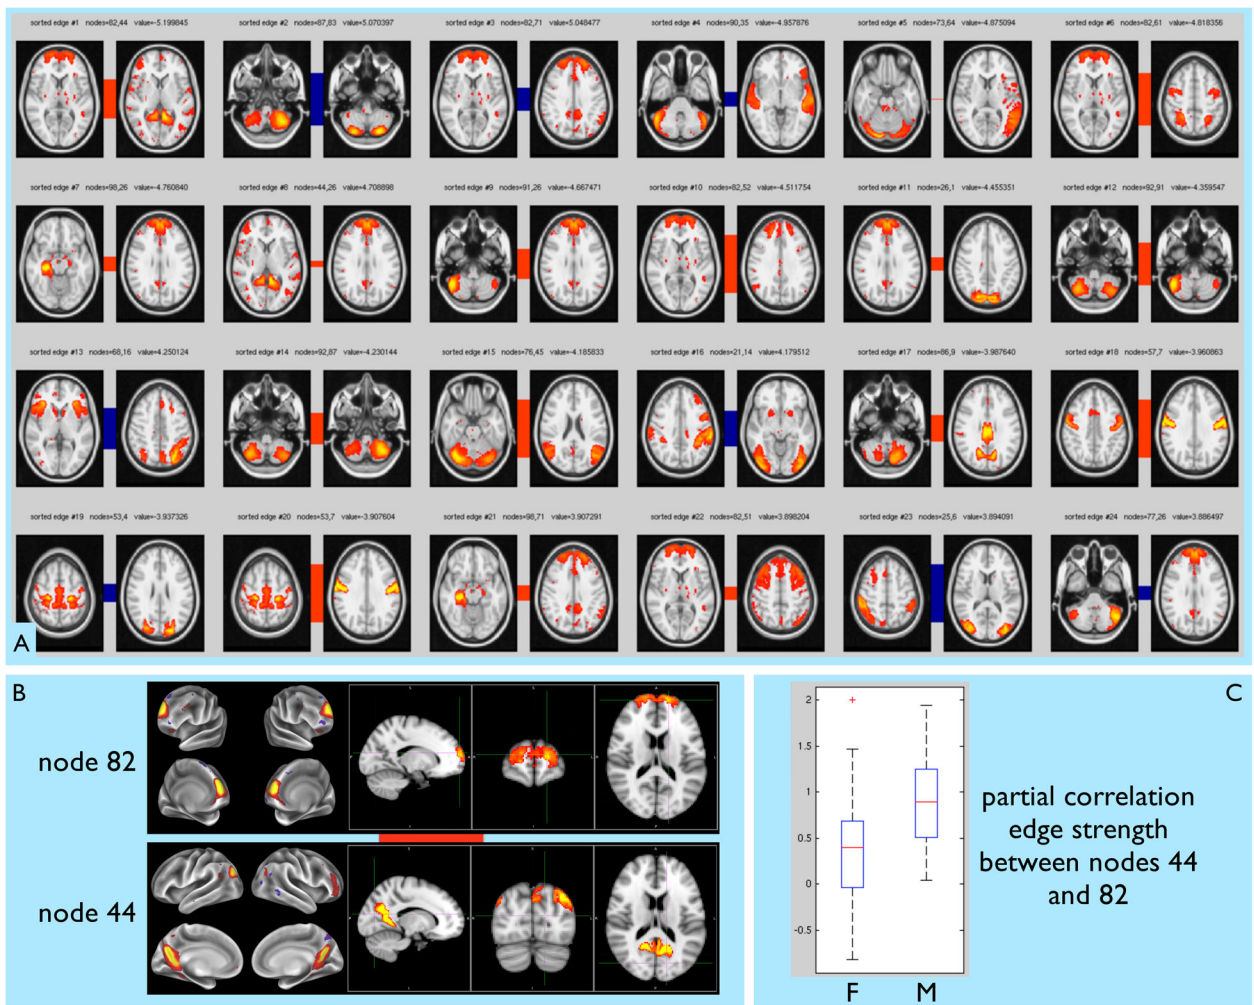 sorted edge #1 nodes=82,44 value=-5.199845
sorted edge #2 nodes=87,83 value=5.070397
sorted edge #3 nodes=82,71 value=5.048477
sorted edge #4 nodes=90,35 value=-4.957876
sorted edge #5 nodes=73,64 value=-4.875094
sorted edge #6 nodes=82,61 value=-4.818356
sorted edge #7 nodes=98,26 value=-4.760840
sorted edge #8 nodes=44,26 value=4.708898
sorted edge #9 nodes=91,26 value=-4.667471
sorted edge #10 nodes=82,52 value=-4.511754
sorted edge #11 nodes=26,1 value=-4.455351
sorted edge #12 nodes=92,91 value=-4.359547
sorted edge #13 nodes=68,16 value=4.250124
sorted edge #14 nodes=92,87 value=-4.230144
sorted edge #15 nodes=76,45 value=-4.185833
sorted edge #16 nodes=21,14 value=4.179512
sorted edge #17 nodes=86,9 value=-3.987640
sorted edge #18 nodes=57,7 value=-3.960863
sorted edge #19 nodes=53,4 value=-3.937326
sorted edge #20 nodes=53,7 value=-3.907604
sorted edge #21 nodes=98,71 value=3.907291
sorted edge #22 nodes=82,51 value=3.898204
sorted edge #23 nodes=25,6 value=3.894091
sorted edge #24 nodes=77,26 value=3.886497
A
B
node 82
node 44
C
2
1.5
1
0.5
0
-0.5
F M
partial correlation
edge strength
between nodes 44
and 82